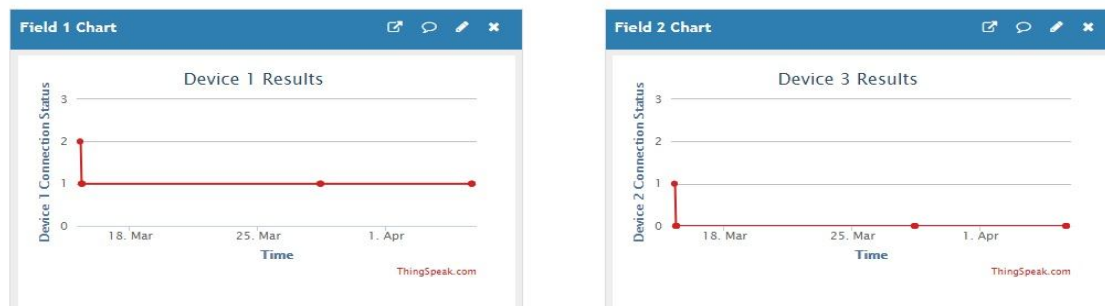 Field 1 Chart
Device 1 Results
Device 1 Connection Status
3
2
1
0
18. Mar
25. Mar
1. Apr
Time
ThingSpeak.com
Field 2 Chart
Device 3 Results
Device 2 Connection Status
3
2
1
0
18. Mar
25. Mar
1. Apr
Time
ThingSpeak.com